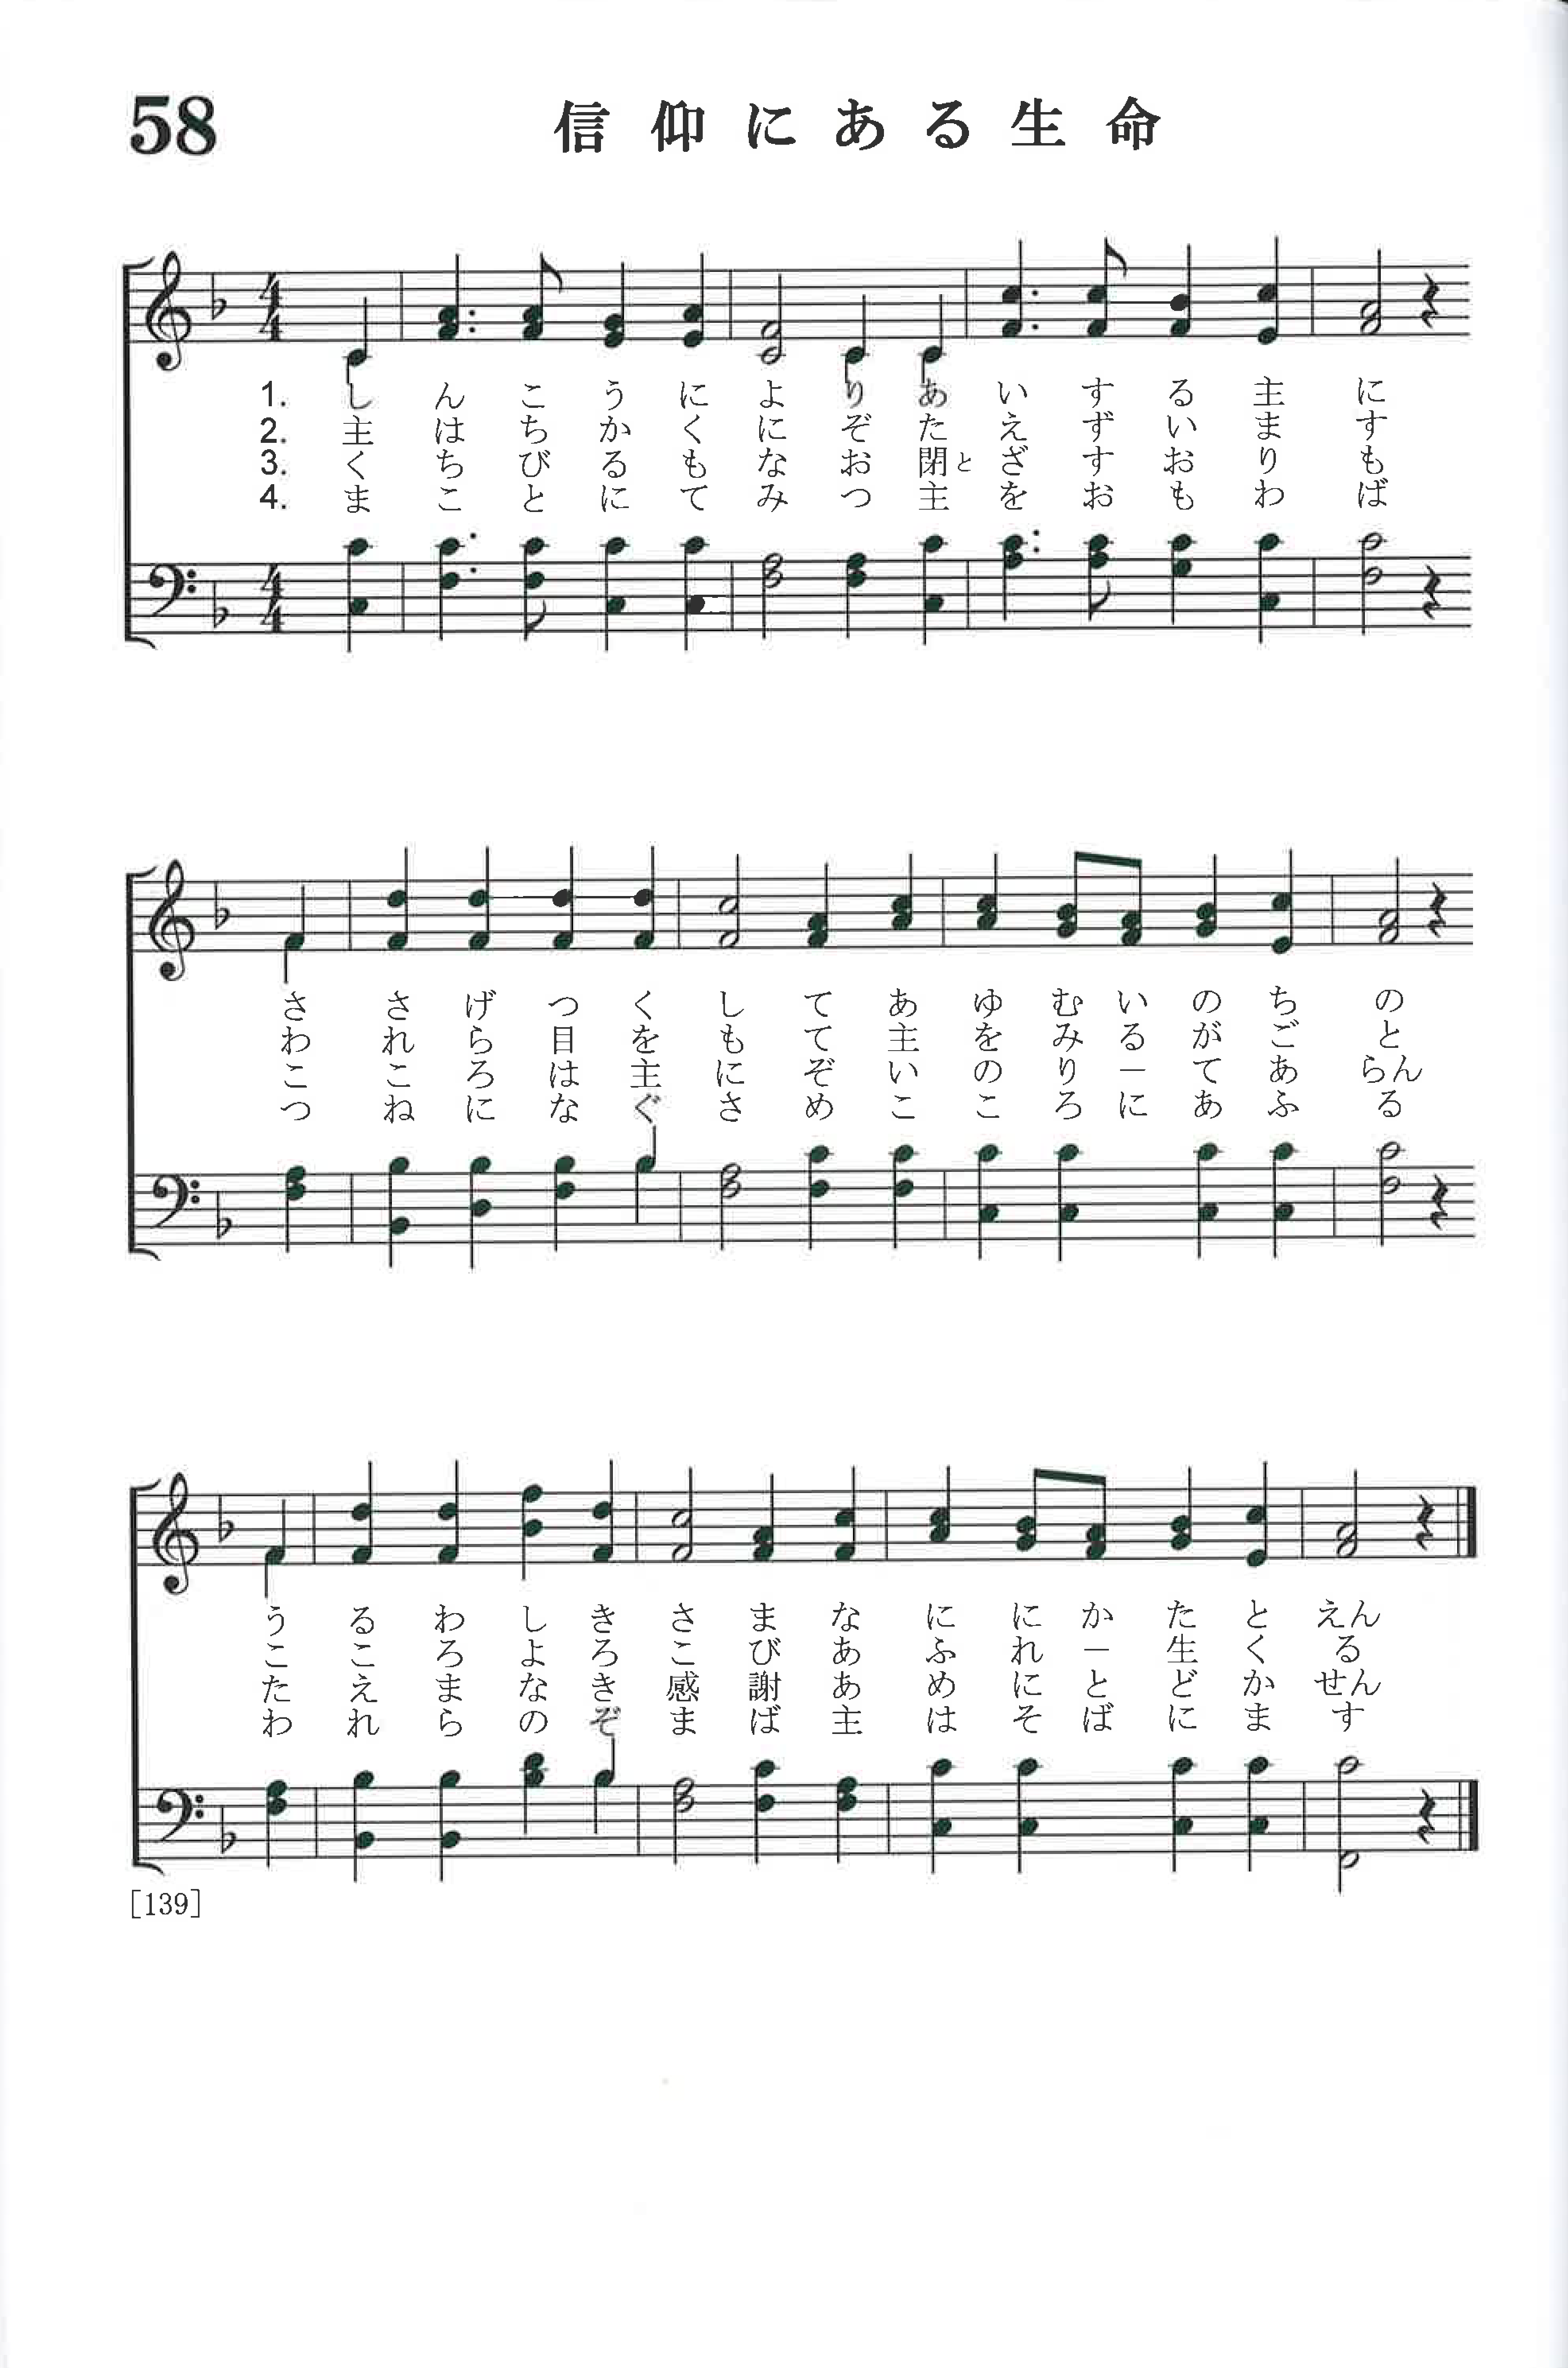 58
信仰にある生命
1. しんこうによりあいする主に
2. 主はちかくにぞたえずいます
3. くちびるもなお閉とざすおりも
4. まことにてみつ主をおもわば
ささげつくしてあゆむいのちの
われら目をもて主をみるがごと
こころは主にぞいのりーてあらん
つねになぐさめこころにあふる
うるわしきさまなににかたとえん
こころよろこびあふれー生くる
たえまなき感謝あめにとどかせん
われらののぞまば主はそばにます
[139]